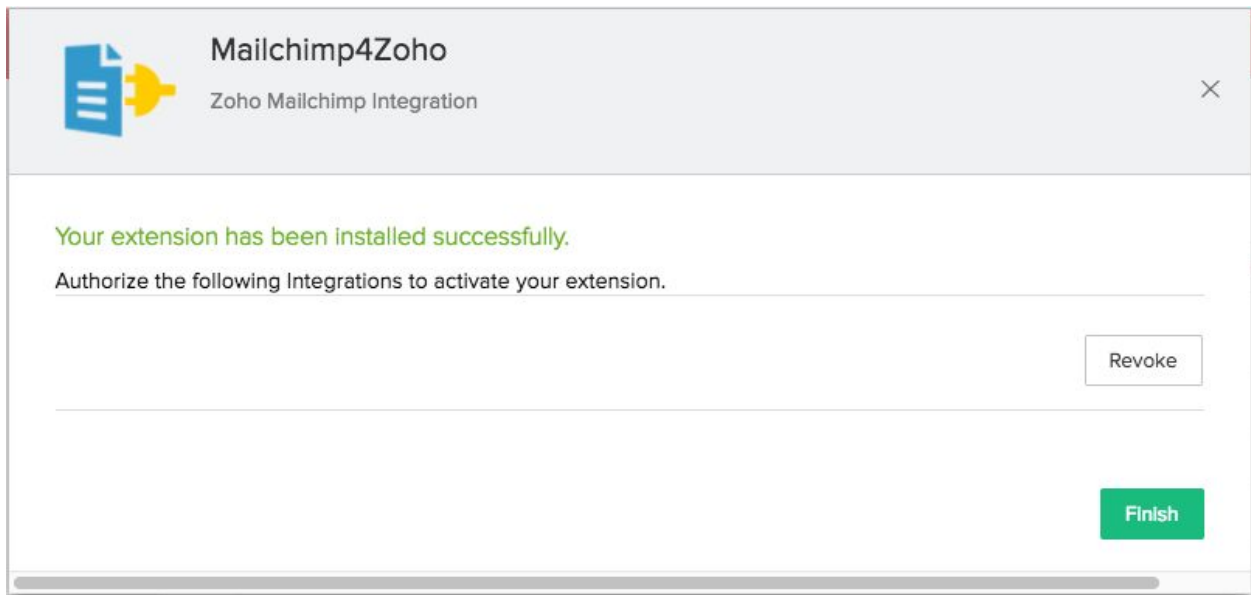 Mailchimp4Zoho
Zoho Mailchimp Integration
Your extension has been installed successfully.
Authorize the following Integrations to activate your extension.
Revoke
Finish